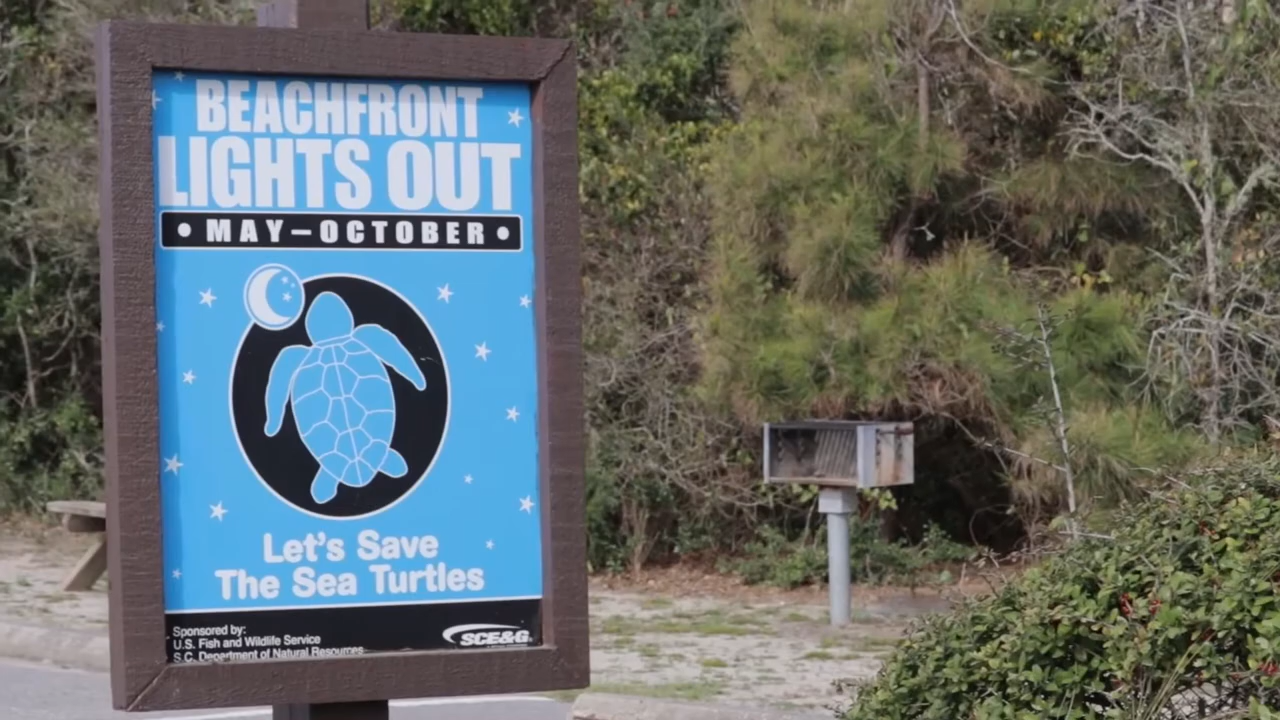 BEACHFRONT
LIGHTS OUT
• MAY – OCTOBER •
Let's Save
The Sea Turtles
Sponsored by:
U.S. Fish and Wildlife Service
S.C. Department of Natural Resources
SCE&G